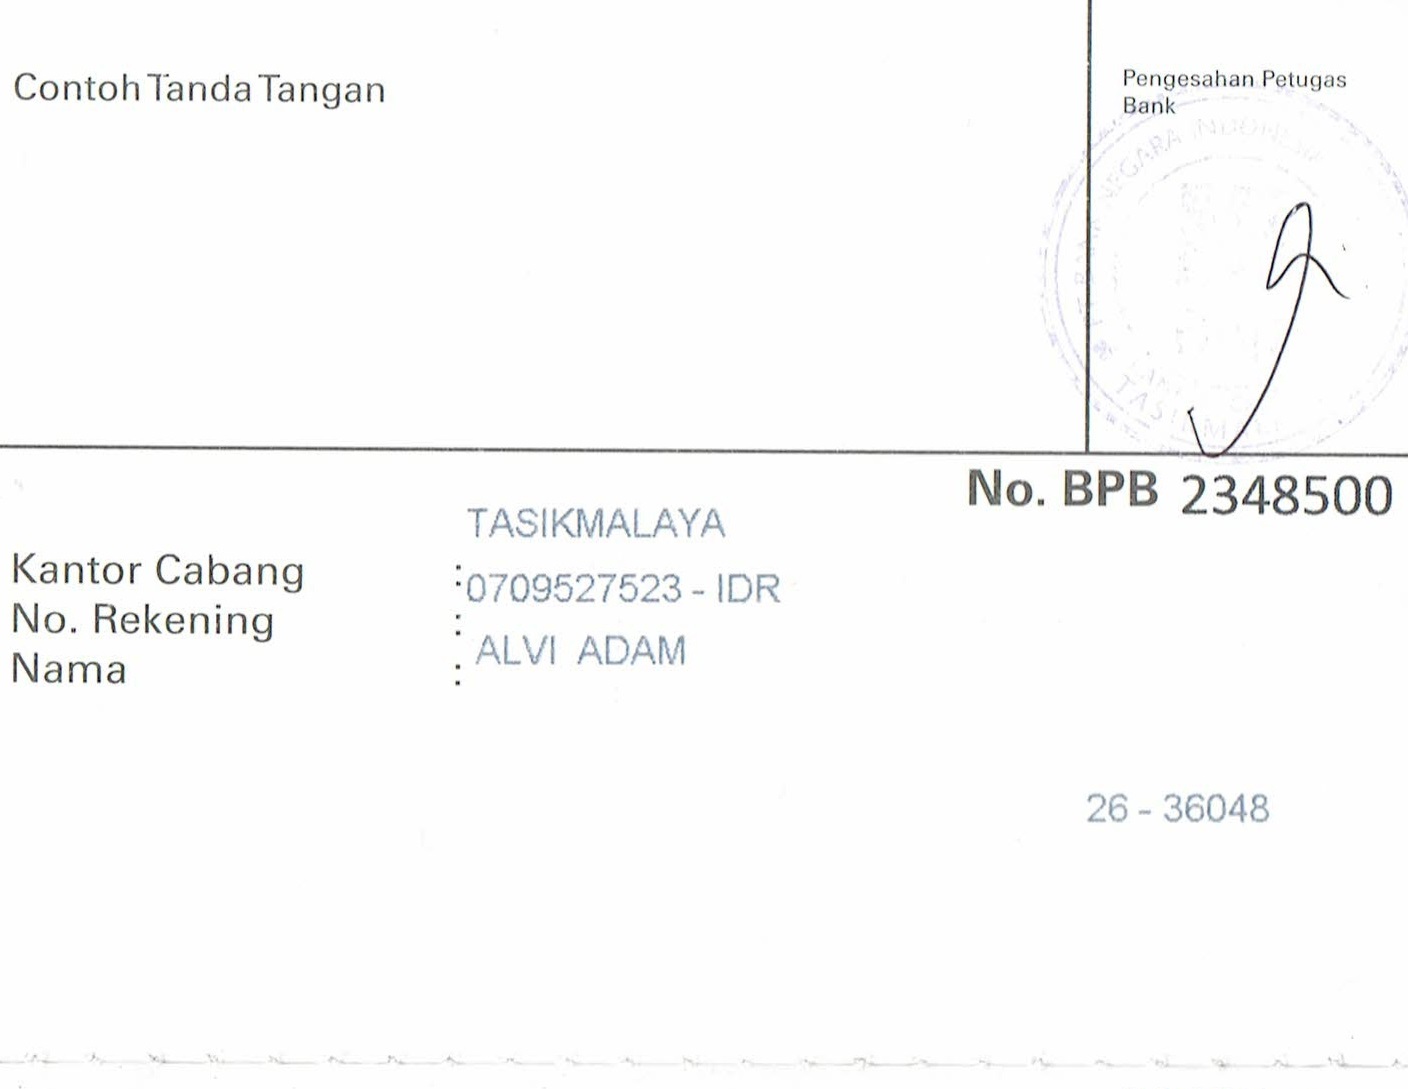 Contoh Tanda Tangan
Pengesahan Petugas
Bank
NEGARA INDONESIA
No. BPB 2348500
TASIKMALAYA
Kantor Cabang :
0709527523 - IDR
No. Rekening :
ALVI ADAM
Nama :
26 - 36048